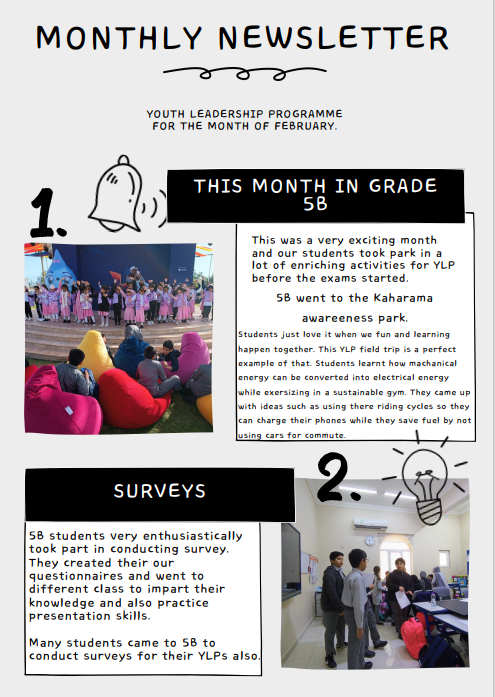 MONTHLY NEWSLETTER
YOUTH LEADERSHIP PROGRAMME
FOR THE MONTH OF FEBRUARY.
1.
THIS MONTH IN GRADE
5B
This was a very exciting month
and our students took park in a
lot of enriching activities for YLP
before the exams started.
5B went to the Kaharama
awareeness park.
Students just love it when we fun and learning
happen together. This YLP field trip is a perfect
example of that. Students learnt how machanical
energy can be converted into electrical energy
while exersizing in a sustainable gym. They came up
with ideas such as using there riding cycles so they
can charge their phones while they save fuel by not
using cars for commute.
2.
SURVEYS
5B students very enthusiastically
took part in conducting survey.
They created their our
questionnaires and went to
different class to impart their
knowledge and also practice
presentation skills.
Many students came to 5B to
conduct surveys for their YLPs also.